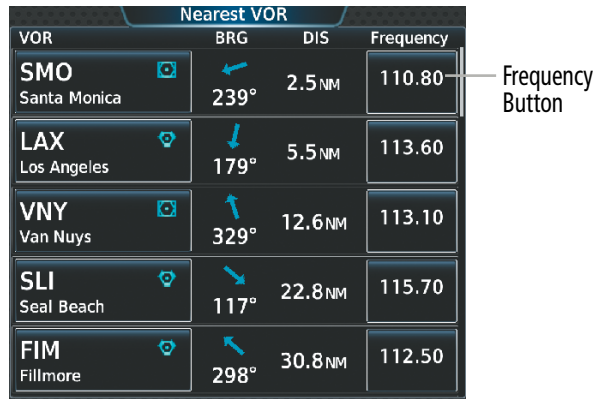 Nearest VOR
VOR BRG DIS Frequency
SMO
Santa Monica
239°
2.5NM
110.80
Frequency
Button
LAX
Los Angeles
179°
5.5NM
113.60
VNY
Van Nuys
329°
12.6NM
113.10
SLI
Seal Beach
117°
22.8NM
115.70
FIM
Fillmore
298°
30.8NM
112.50